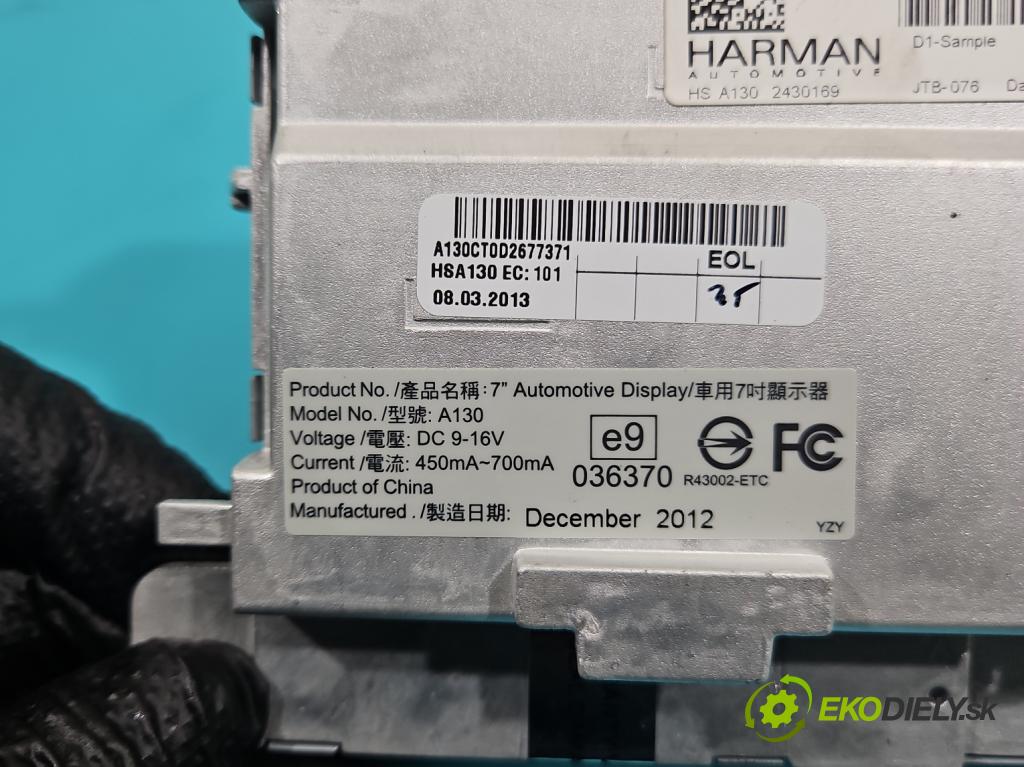 HARMAN
AUTOMOTIVE
HS A130 2430169
D1-Sample
JTB-076
A130CT0D2677371
HSA130 EC: 101
08.03.2013
EOL
Product No. /產品名稱: 7" Automotive Display/車用7吋顯示器
Model No. /型號: A130
Voltage /電壓: DC 9-16V
Current /電流: 450mA~700mA
Product of China
Manufactured . /製造日期: December 2012
e9
036370
R43002-ETC
FC
YZY
EKODIELY.sk